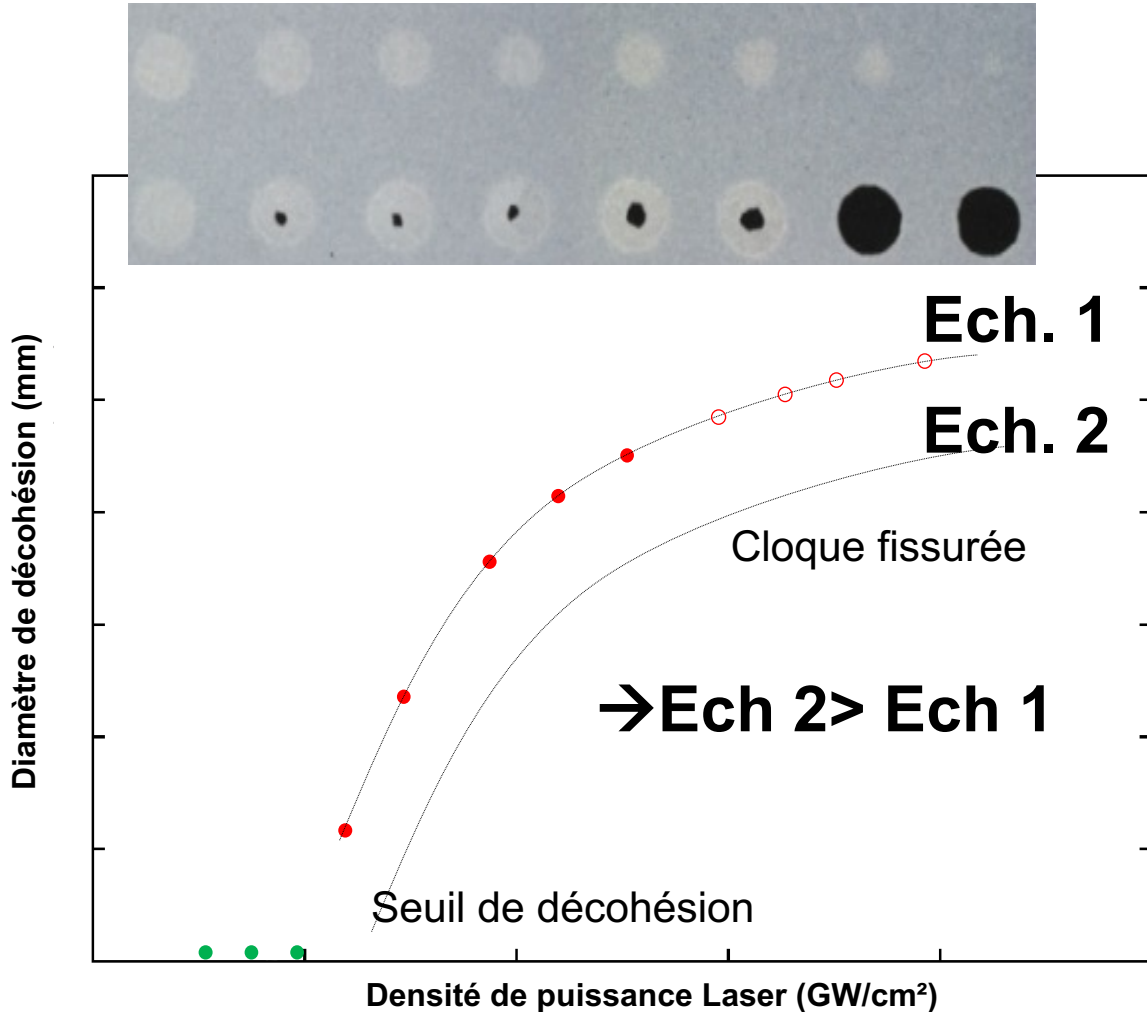 Ech. 1
Ech. 2
Cloque fissurée
→Ech 2> Ech 1
Seuil de décohésion
Diamètre de décohésion (mm)
Densité de puissance Laser (GW/cm²)